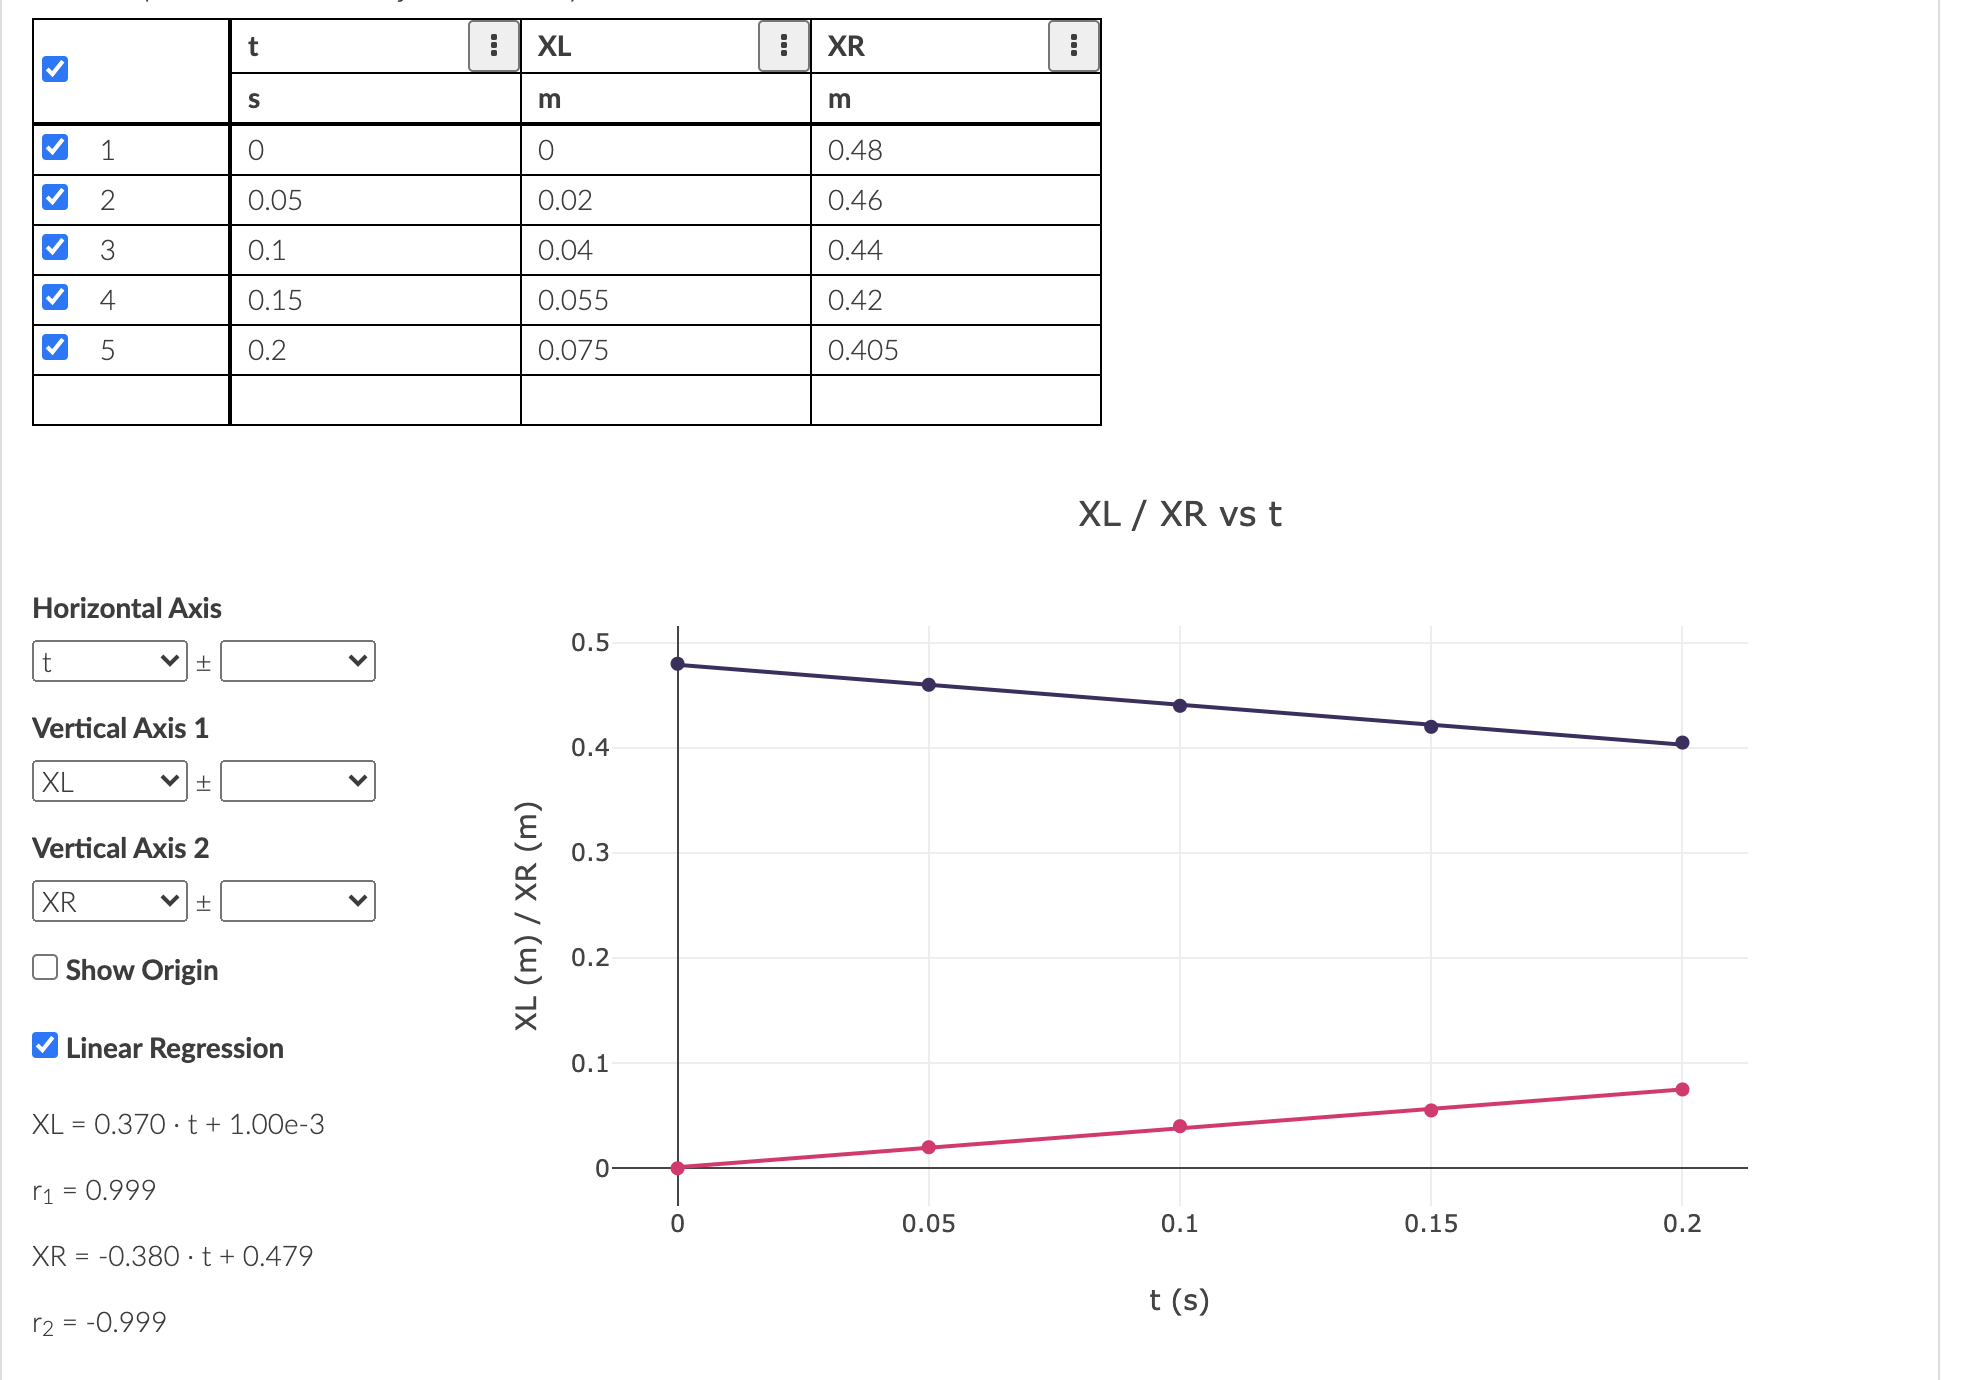 t XL XR
s m m
1 0 0 0.48
2 0.05 0.02 0.46
3 0.1 0.04 0.44
4 0.15 0.055 0.42
5 0.2 0.075 0.405
XL / XR vs t
Horizontal Axis
t ±
Vertical Axis 1
XL ±
Vertical Axis 2
XR ±
Show Origin
Linear Regression
XL = 0.370 · t + 1.00e-3
r1 = 0.999
XR = -0.380 · t + 0.479
r2 = -0.999
XL (m) / XR (m)
0.5
0.4
0.3
0.2
0.1
0
0 0.05 0.1 0.15 0.2
t (s)